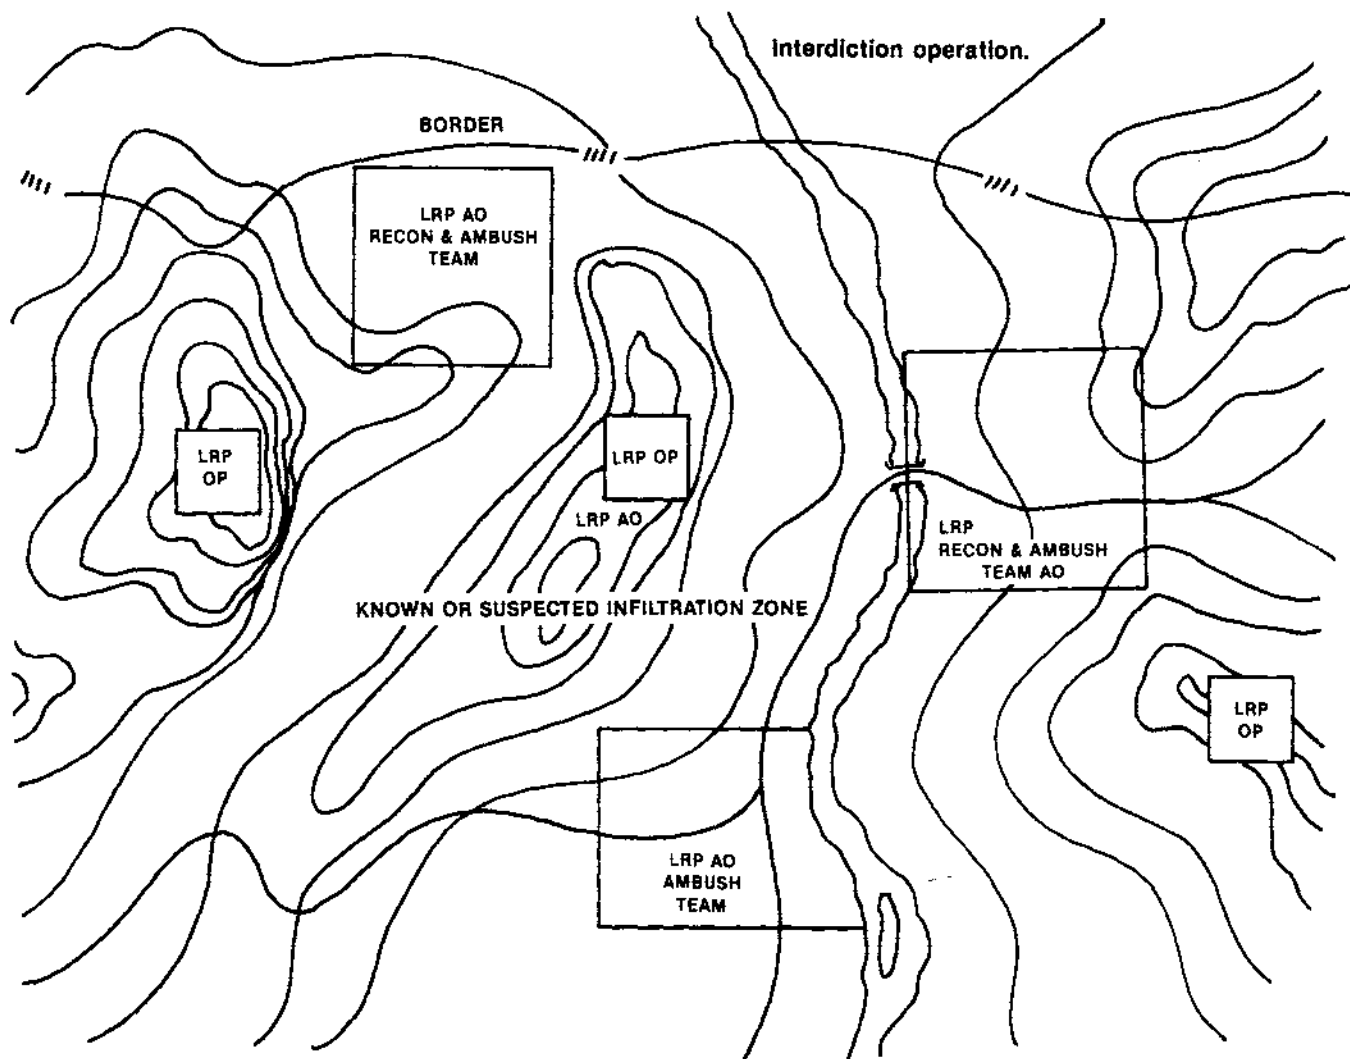 Interdiction operation.
BORDER
LRP AO
RECON & AMBUSH
TEAM
LRP
OP
LRP OP
LRP AO
LRP
RECON & AMBUSH
TEAM AO
KNOWN OR SUSPECTED INFILTRATION ZONE
LRP
OP
LRP AO
AMBUSH
TEAM